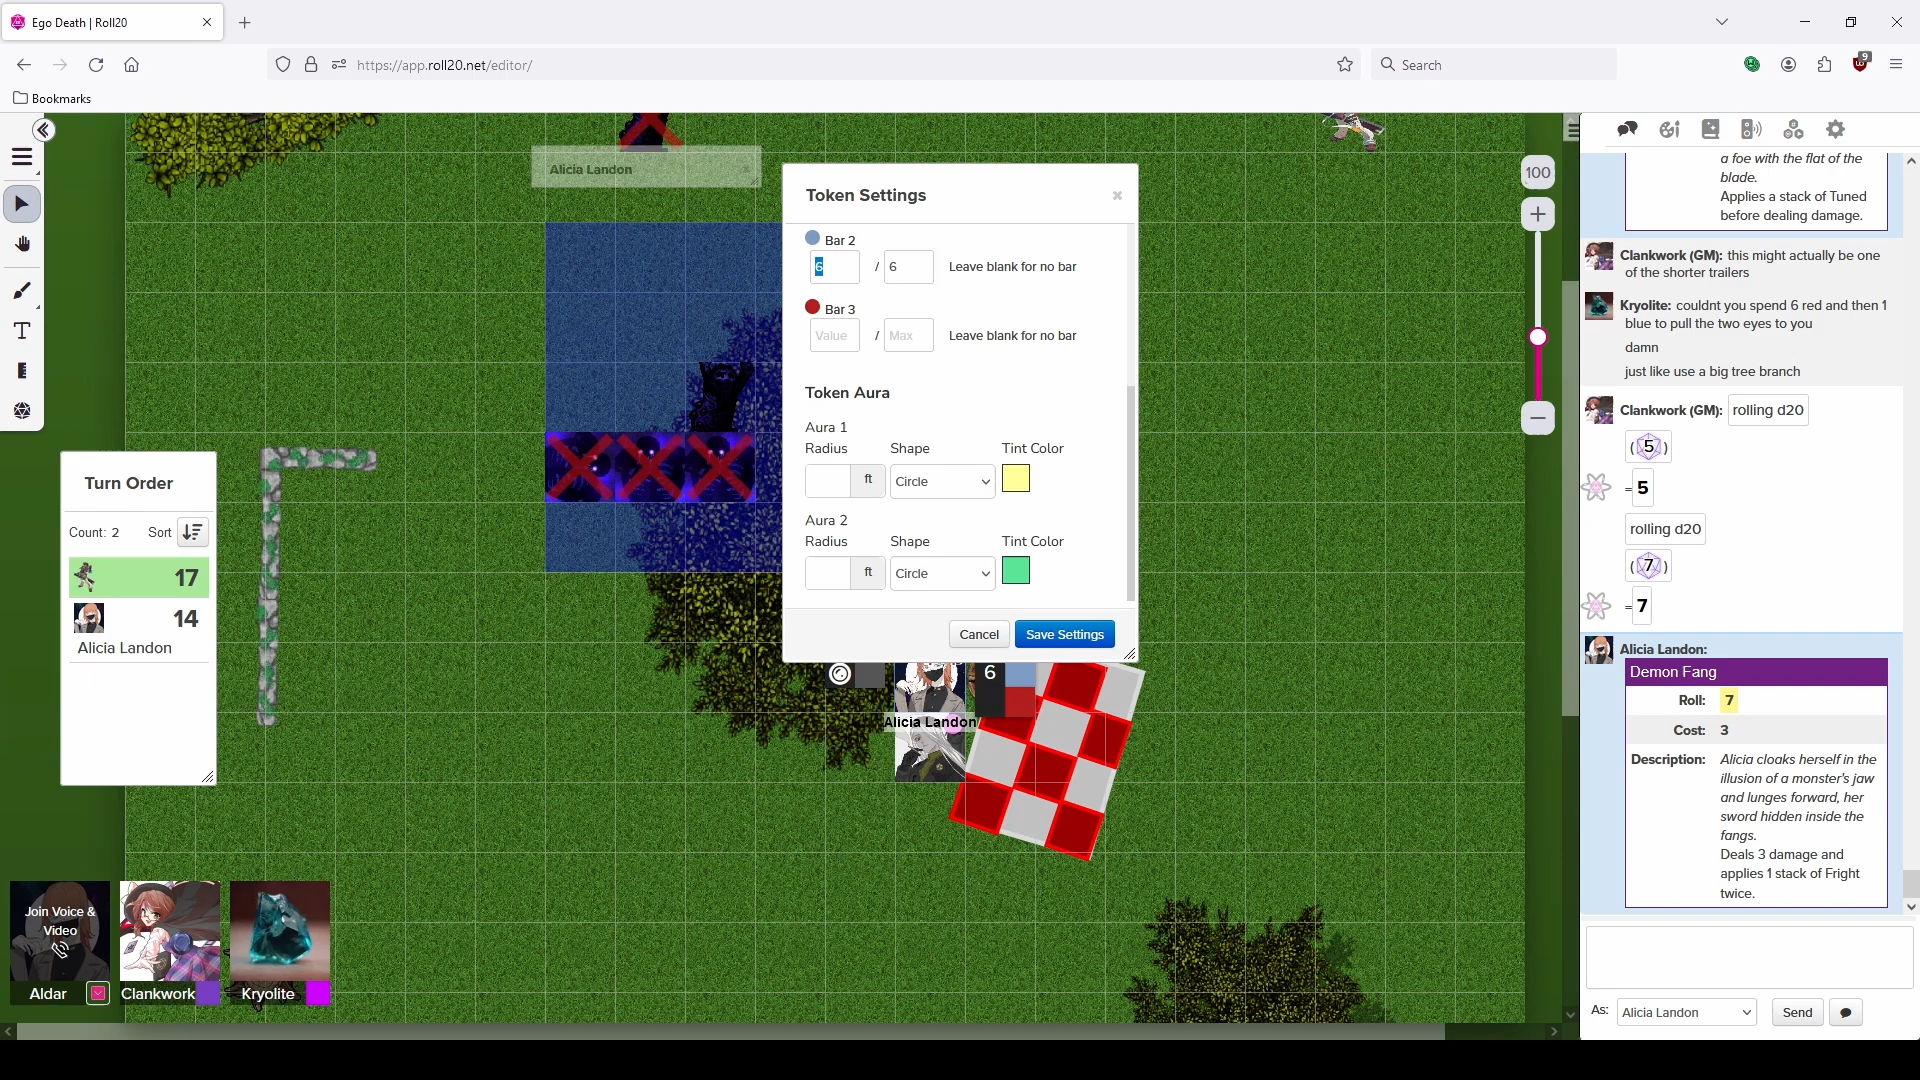 Ego Death | Roll20
https://app.roll20.net/editor/
Search
9
Bookmarks
Alicia Landon
Token Settings
Bar 2
6 / 6 Leave blank for no bar
Bar 3
Value / Max Leave blank for no bar
Token Aura
Aura 1
Radius Shape Tint Color
ft Circle
Aura 2
Radius Shape Tint Color
ft Circle
Cancel Save Settings
100
Turn Order
Count: 2 Sort
17
14
Alicia Landon
6
Alicia Landon
Join Voice &
Video
Aldar
Clankwork
Kryolite
a foe with the flat of the
blade.
Applies a stack of Tuned
before dealing damage.
Clankwork (GM): this might actually be one
of the shorter trailers
Kryolite: couldnt you spend 6 red and then 1
blue to pull the two eyes to you
damn
just like use a big tree branch
Clankwork (GM): rolling d20
(5)
=5
rolling d20
(7)
=7
Alicia Landon:
Demon Fang
Roll: 7
Cost: 3
Description: Alicia cloaks herself in the
illusion of a monster's jaw
and lunges forward, her
sword hidden inside the
fangs.
Deals 3 damage and
applies 1 stack of Fright
twice.
As: Alicia Landon Send